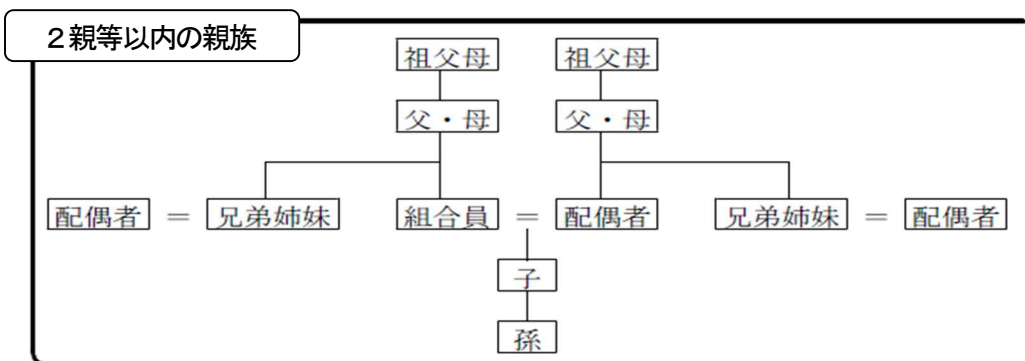 ２親等以内の親族
祖父母 祖父母
父・母 父・母
配偶者 ＝ 兄弟姉妹 組合員 ＝ 配偶者 兄弟姉妹 ＝ 配偶者
子
孫